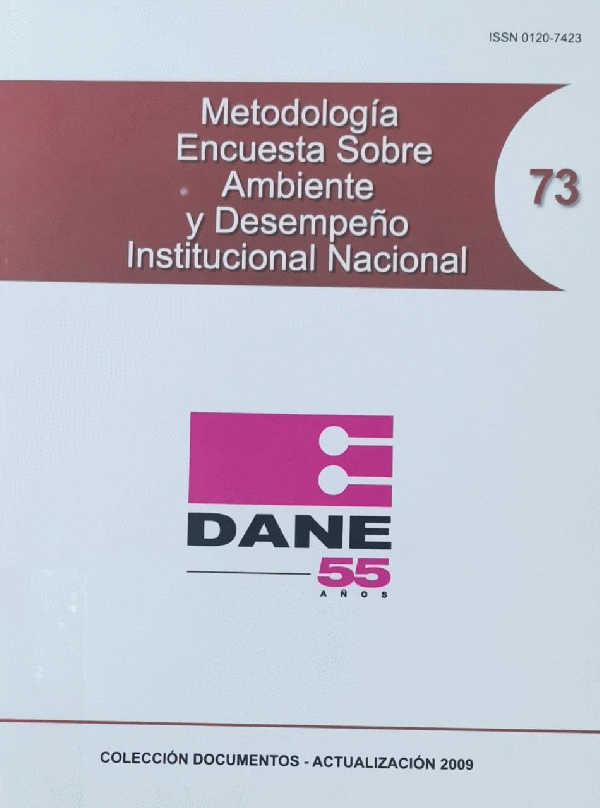 ISSN 0120-7423
Metodología
Encuesta Sobre
Ambiente
y Desempeño
Institucional Nacional
73
DANE
55
AÑOS
COLECCIÓN DOCUMENTOS - ACTUALIZACIÓN 2009